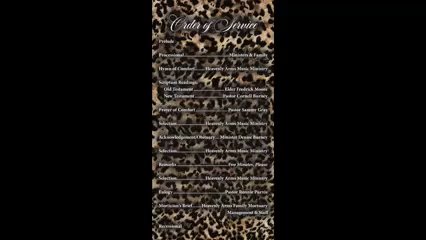 Order of Service
Prelude
Processional Ministers & Family
Hymn of Comfort Heavenly Arms Music Ministry
Scripture Readings
Old Testament Elder Fredrick Moore
New Testament Pastor Cornell Barney
Prayer of Comfort Pastor Sammy Gray
Selection Heavenly Arms Music Ministry
Acknowledgement/Obituary Minister Denise Barney
Selection Heavenly Arms Music Ministry
Remarks Two Minutes, Please
Selection Heavenly Arms Music Ministry
Eulogy Pastor
Mortician's Brief Heavenly Arms Family Mortuary
Management & Staff
Recessional